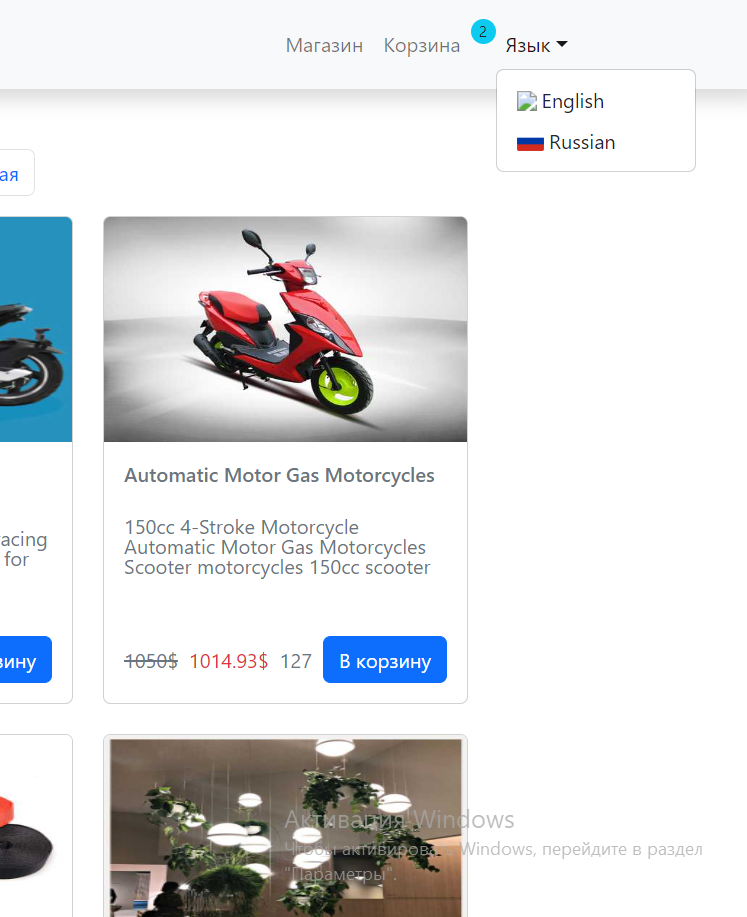 Магазин
Корзина
2
Язык
English
Russian
ая
Automatic Motor Gas Motorcycles
150cc 4-Stroke Motorcycle
Automatic Motor Gas Motorcycles
Scooter motorcycles 150cc scooter
acing
for
1050$ 1014.93$ 127 В корзину
зину
Активация Windows
Чтобы активировать Windows, перейдите в раздел
"Параметры".